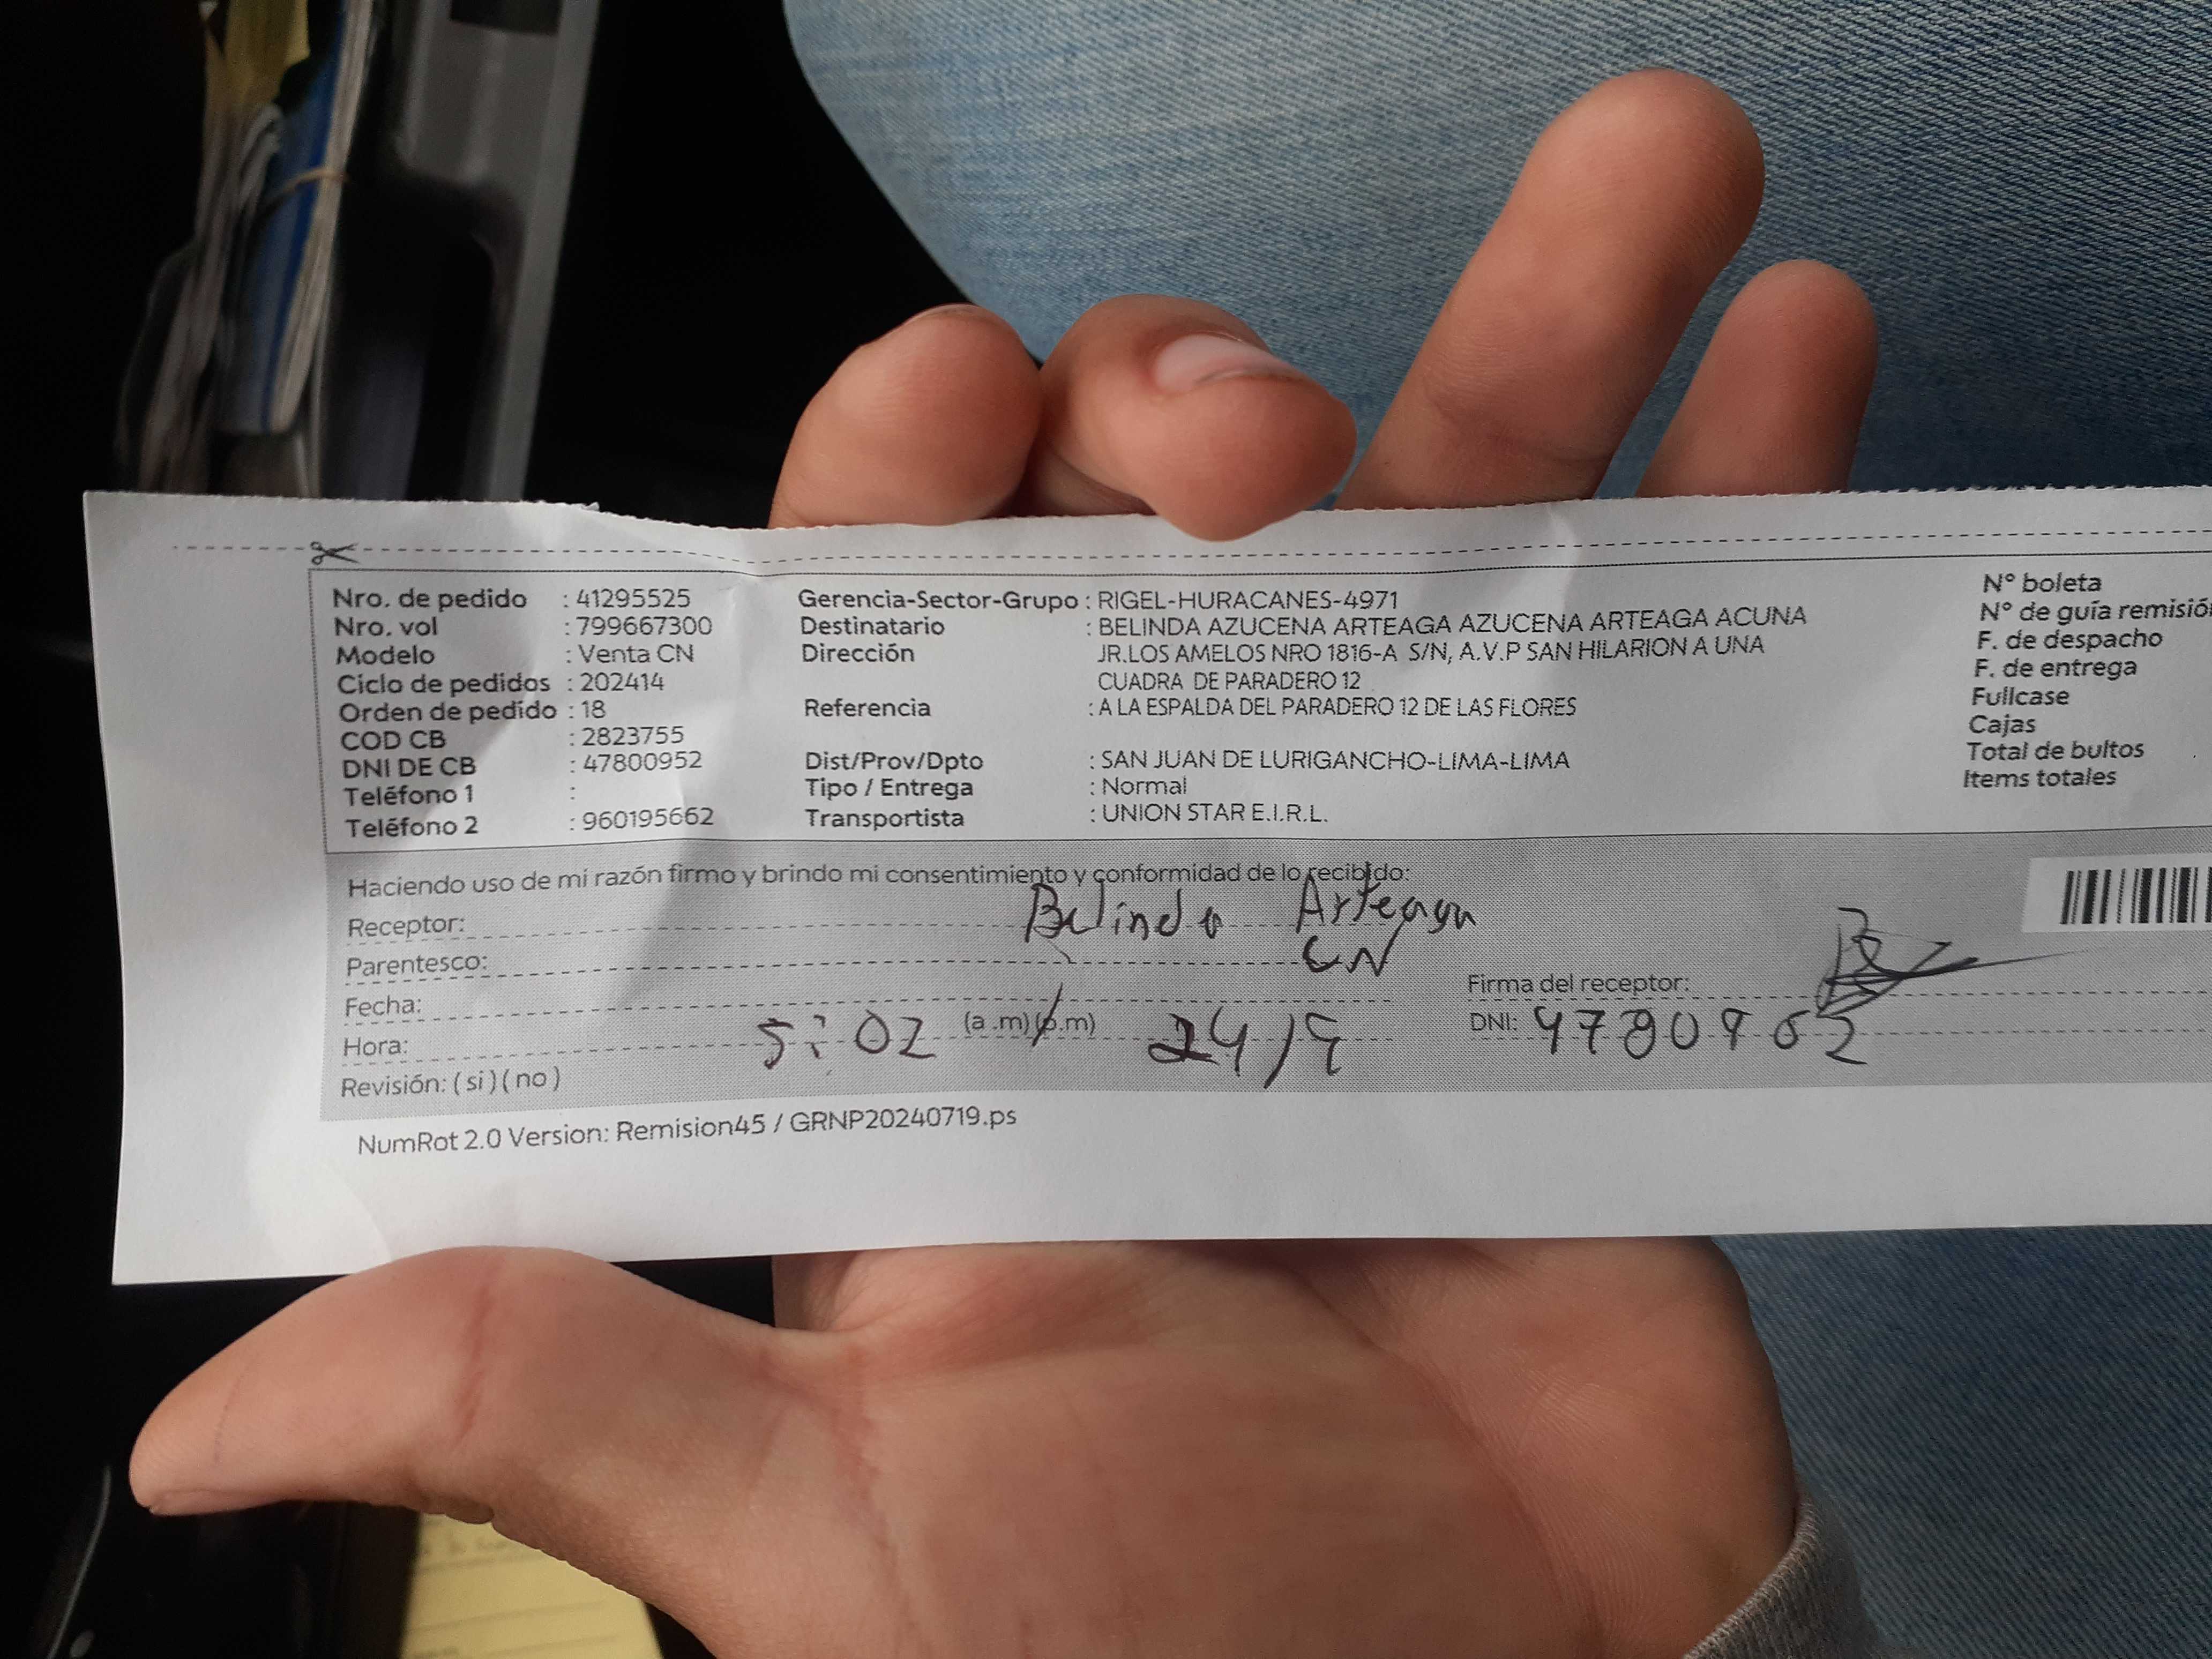 Nro. de pedido : 41295525 Gerencia-Sector-Grupo : RIGEL-HURACANES-4971 N° boleta
Nro. vol : 799667300 Destinatario : BELINDA AZUCENA ARTEAGA AZUCENA ARTEAGA ACUNA N° de guía remisión
Modelo : Venta CN Dirección JR.LOS AMELOS NRO 1816-A S/N, A.V.P SAN HILARION A UNA F. de despacho
Ciclo de pedidos : 202414 CUADRA DE PARADERO 12 F. de entrega
Orden de pedido : 18 Referencia : A LA ESPALDA DEL PARADERO 12 DE LAS FLORES Fullcase
COD CB : 2823755 Cajas
DNI DE CB : 47800952 Dist/Prov/Dpto : SAN JUAN DE LURIGANCHO-LIMA-LIMA Total de bultos
Teléfono 1 : Tipo / Entrega : Normal Items totales
Teléfono 2 : 960195662 Transportista : UNION STAR E.I.R.L.
Haciendo uso de mi razón firmo y brindo mi consentimiento y conformidad de lo recibido:
Receptor: Belinda Arteaga
Parentesco: CN
Fecha: Firma del receptor:
Hora: 5:02 (a.m)(p.m) 24/9 DNI:
Revisión: (si)(no)
NumRot 2.0 Version: Remision45 / GRNP20240719.ps